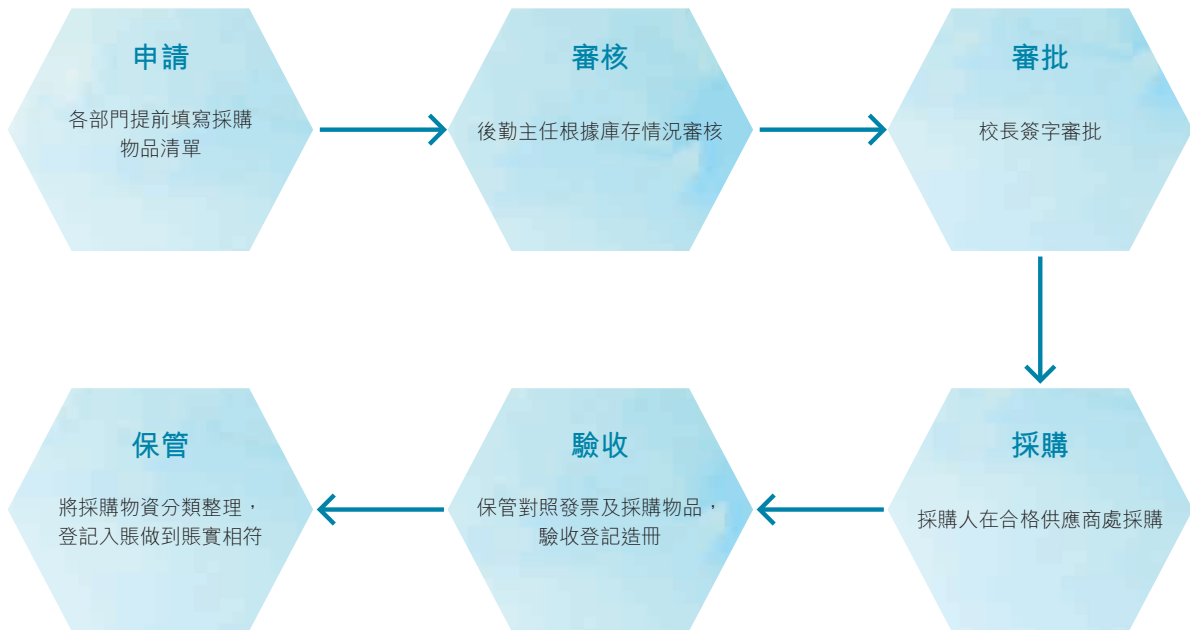 申請
各部門提前填寫採購
物品清單
審核
後勤主任根據庫存情況審核
審批
校長簽字審批
採購
採購人在合格供應商處採購
驗收
保管對照發票及採購物品，
驗收登記造冊
保管
將採購物資分類整理，
登記入賬做到賬實相符